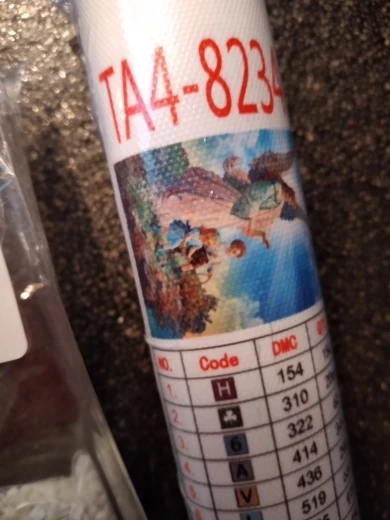 TA4-8234
NO. Code DMC
1. H 154
2. ♣ 310
3. 6 322
4. A 414
5. V 436
519